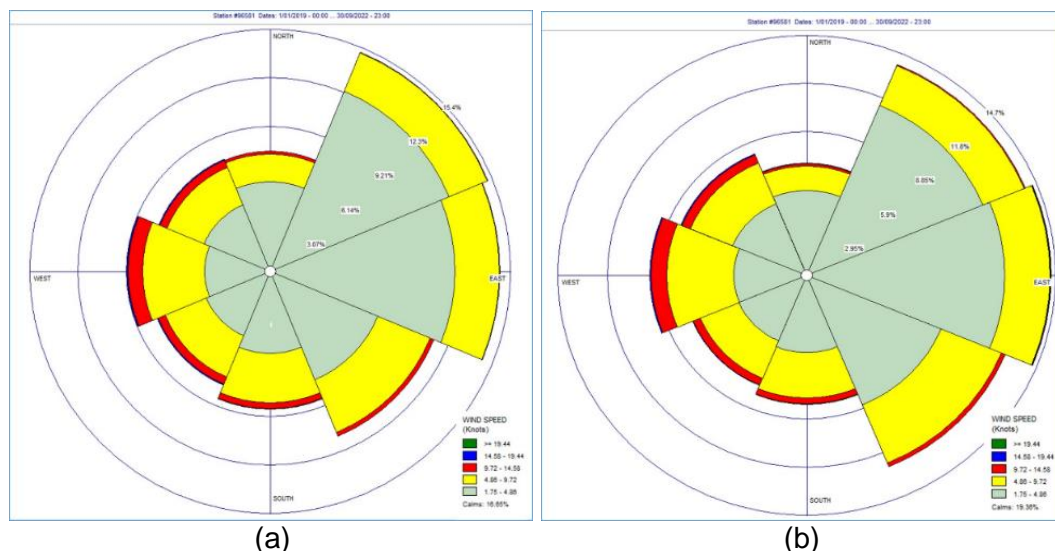 Station #96581 Dates: 1/01/2019 - 00:00 ... 30/09/2022 - 23:00
NORTH
15.4%
12.3%
9.21%
6.14%
3.07%
WEST
EAST
SOUTH
WIND SPEED
(Knots)
>= 19.44
14.58 - 19.44
9.72 - 14.58
4.86 - 9.72
1.75 - 4.86
Calms: 16.65%
(a)
Station #96581 Dates: 1/01/2019 - 00:00 ... 30/09/2022 - 23:00
NORTH
14.7%
11.8%
8.85%
5.9%
2.95%
WEST
EAST
SOUTH
WIND SPEED
(Knots)
>= 19.44
14.58 - 19.44
9.72 - 14.58
4.86 - 9.72
1.75 - 4.86
Calms: 19.36%
(b)